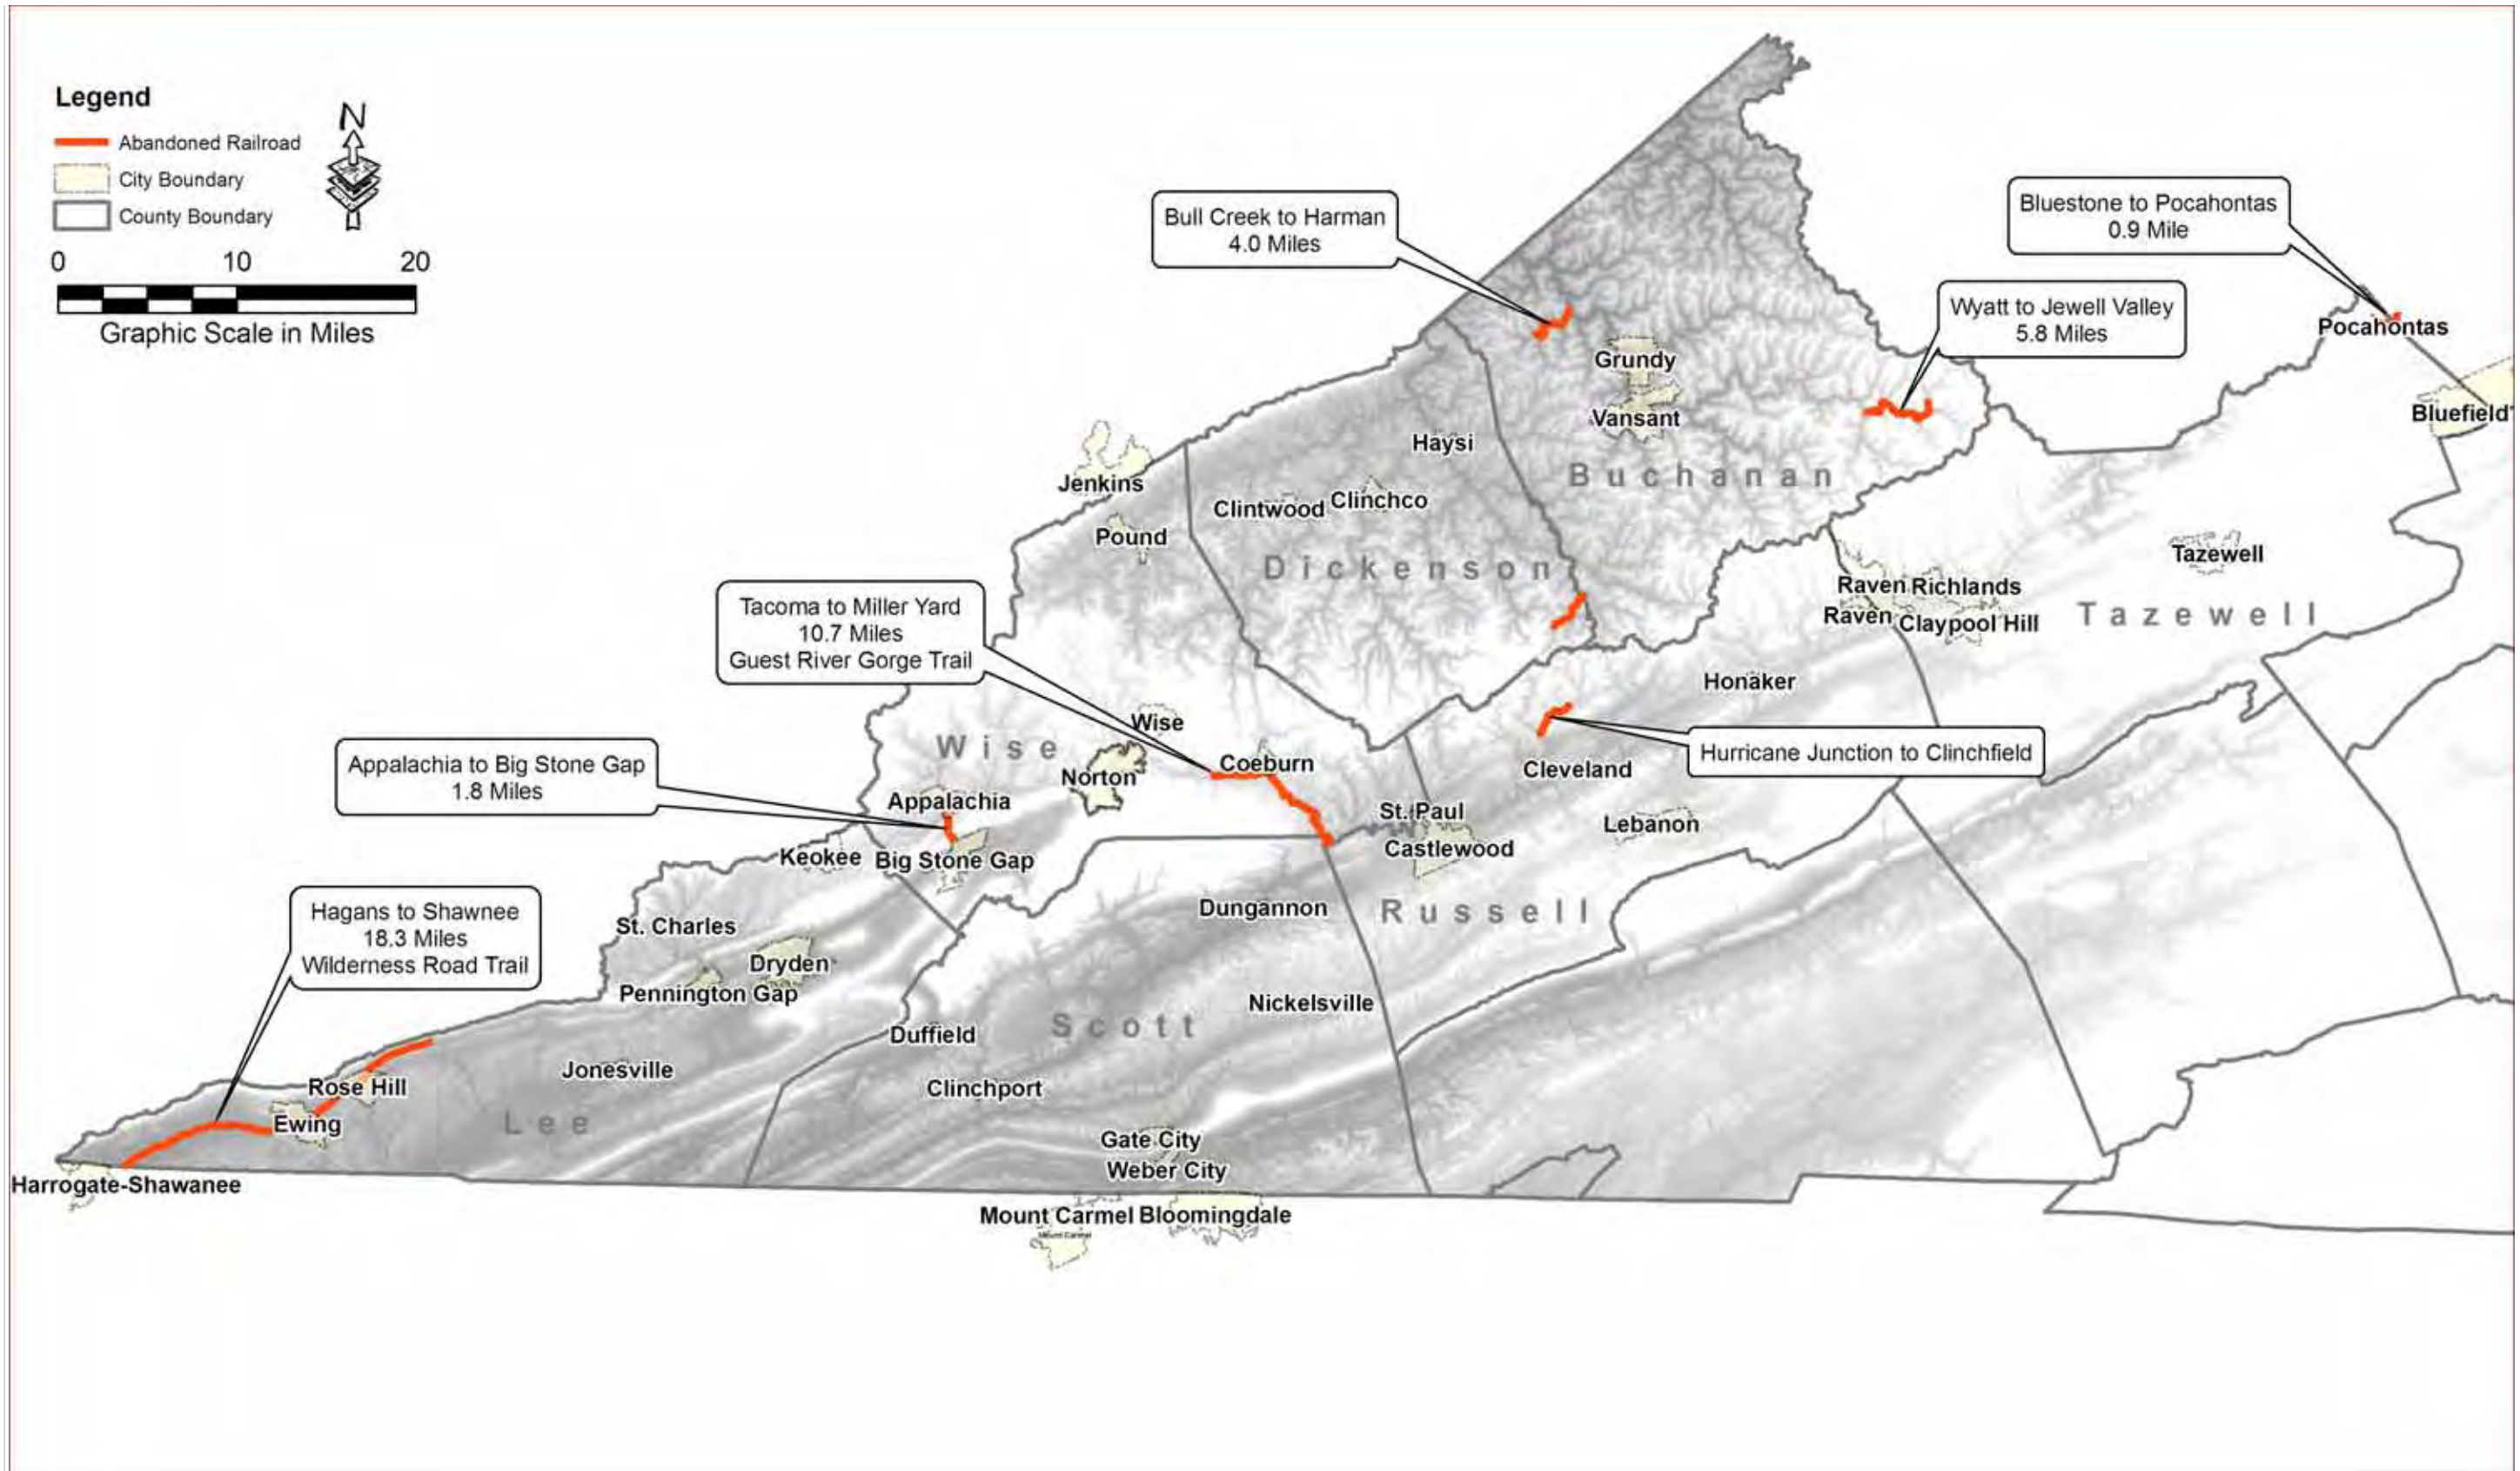 Legend
N
Abandoned Railroad
City Boundary
County Boundary
0 10 20
Graphic Scale in Miles
Bull Creek to Harman
4.0 Miles
Bluestone to Pocahontas
0.9 Mile
Wyatt to Jewell Valley
5.8 Miles
Pocahontas
Grundy
Bluefield
Vansant
Haysi
Buchanan
Jenkins
Clintwood
Clinchco
Pound
Tazewell
Dickenson
Raven
Richlands
Tazewell
Raven
Claypool Hill
Tacoma to Miller Yard
10.7 Miles
Guest River Gorge Trail
Honaker
Wise
Wise
Hurricane Junction to Clinchfield
Appalachia to Big Stone Gap
1.8 Miles
Coeburn
Cleveland
Norton
Appalachia
St. Paul
Lebanon
Castlewood
Keokee
Big Stone Gap
Hagans to Shawnee
18.3 Miles
Wilderness Road Trail
Dungannon
Russell
St. Charles
Dryden
Pennington Gap
Nickelsville
Scott
Duffield
Jonesville
Rose Hill
Clinchport
Ewing
Lee
Gate City
Weber City
Harrogate-Shawanee
Mount Carmel
Bloomingdale
Mount Carmel